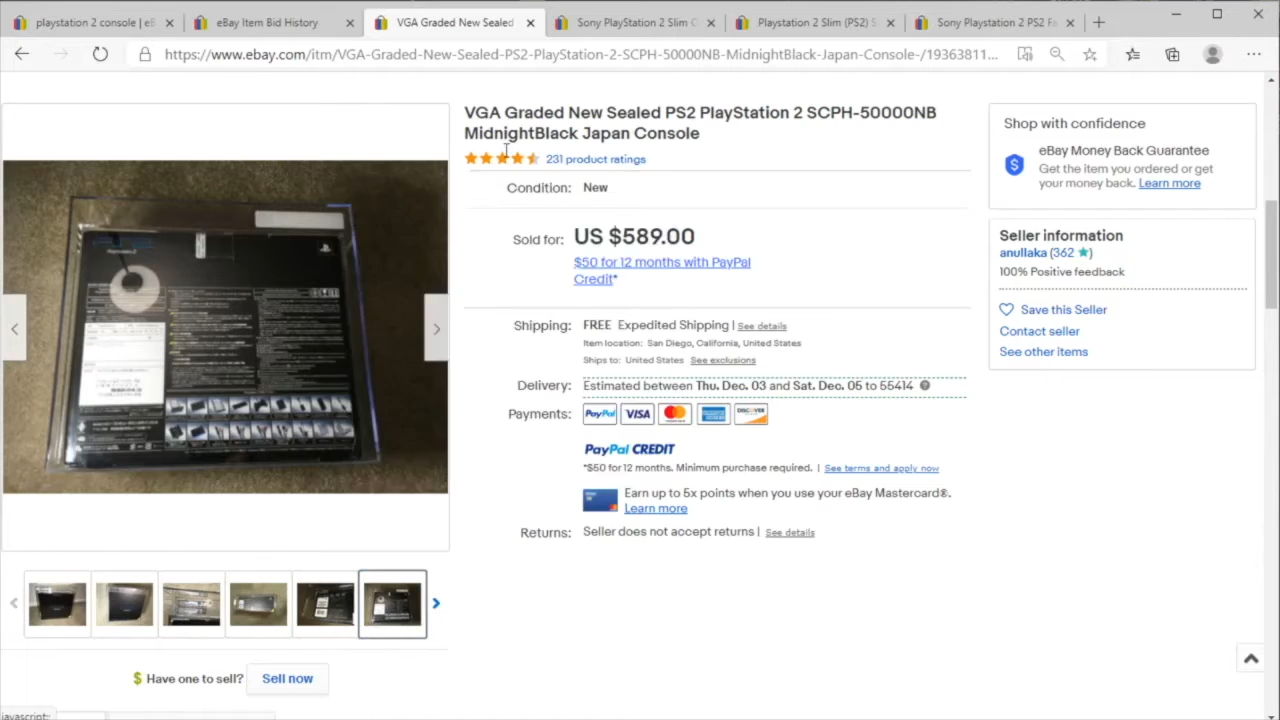 playstation 2 console | eB
eBay Item Bid History
VGA Graded New Sealed
Sony PlayStation 2 Slim C
Playstation 2 Slim (PS2) S
Sony Playstation 2 PS2 Fa
https://www.ebay.com/itm/VGA-Graded-New-Sealed-PS2-PlayStation-2-SCPH-50000NB-MidnightBlack-Japan-Console-/19363811...
VGA Graded New Sealed PS2 PlayStation 2 SCPH-50000NB
MidnightBlack Japan Console
231 product ratings
Condition: New
Sold for: US $589.00
$50 for 12 months with PayPal
Credit*
Shipping: FREE Expedited Shipping | See details
Item location: San Diego, California, United States
Ships to: United States See exclusions
Delivery: Estimated between Thu. Dec. 03 and Sat. Dec. 05 to 55414
Payments: PayPal VISA MasterCard AMERICAN EXPRESS DISCOVER
PayPal CREDIT
*$50 for 12 months. Minimum purchase required. | See terms and apply now
Earn up to 5x points when you use your eBay Mastercard®.
Learn more
Returns: Seller does not accept returns | See details
Shop with confidence
eBay Money Back Guarantee
Get the item you ordered or get
your money back. Learn more
Seller information
anullaka (362)
100% Positive feedback
Save this Seller
Contact seller
See other items
$ Have one to sell? Sell now
javascript: